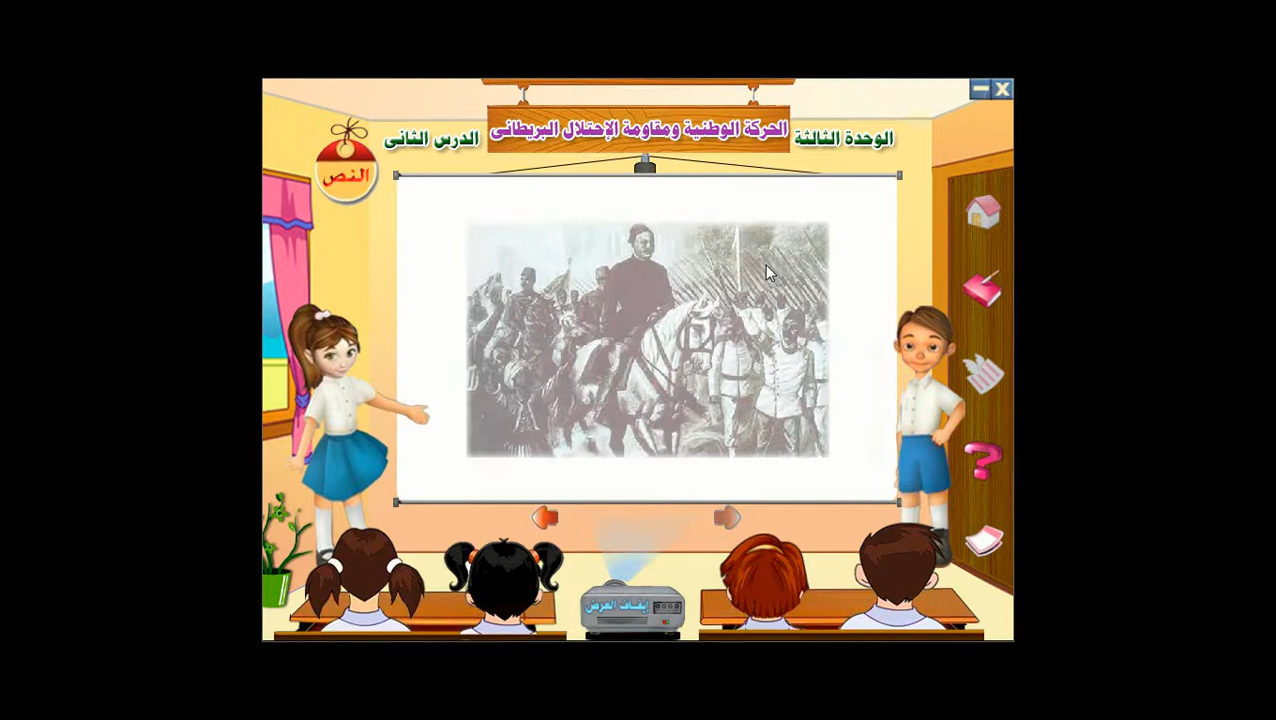 الوحدة الثالثة
الحركة الوطنية ومقاومة الإحتلال البريطانى
الدرس الثانى
النص
إيقاف العرض